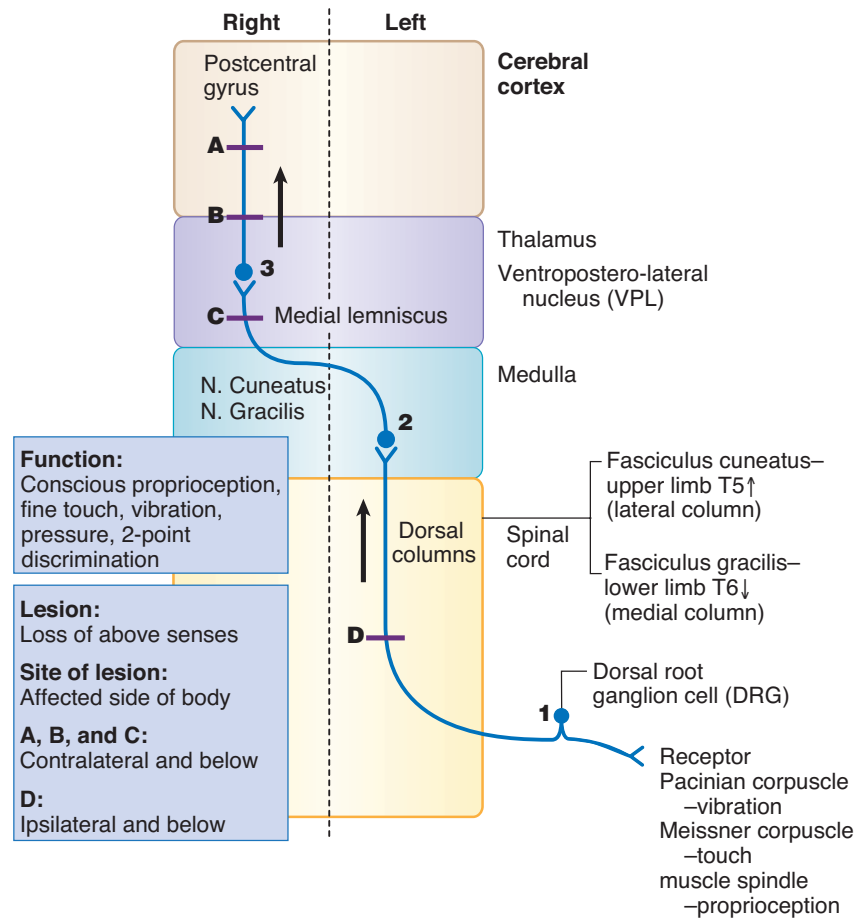 Right
Left
Postcentral
gyrus
Cerebral
cortex
A
B
3
Thalamus
Ventropostero-lateral
nucleus (VPL)
C
Medial lemniscus
N. Cuneatus
N. Gracilis
Medulla
2
Function:
Conscious proprioception,
fine touch, vibration,
pressure, 2-point
discrimination
Dorsal
columns
Spinal
cord
Fasciculus cuneatus–
upper limb T5↑
(lateral column)
Fasciculus gracilis–
lower limb T6↓
(medial column)
Lesion:
Loss of above senses
Site of lesion:
Affected side of body
A, B, and C:
Contralateral and below
D:
Ipsilateral and below
D
1
Dorsal root
ganglion cell (DRG)
Receptor
Pacinian corpuscle
–vibration
Meissner corpuscle
–touch
muscle spindle
–proprioception